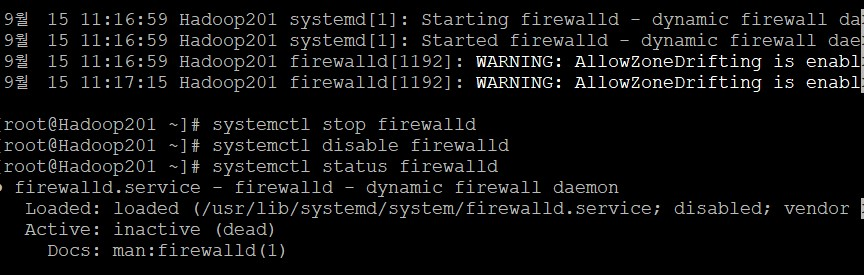 9월 15 11:16:59 Hadoop201 systemd[1]: Starting firewalld - dynamic firewall da
9월 15 11:16:59 Hadoop201 systemd[1]: Started firewalld - dynamic firewall dae
9월 15 11:16:59 Hadoop201 firewalld[1192]: WARNING: AllowZoneDrifting is enabl
9월 15 11:17:15 Hadoop201 firewalld[1192]: WARNING: AllowZoneDrifting is enabl
[root@Hadoop201 ~]# systemctl stop firewalld
[root@Hadoop201 ~]# systemctl disable firewalld
[root@Hadoop201 ~]# systemctl status firewalld
● firewalld.service - firewalld - dynamic firewall daemon
Loaded: loaded (/usr/lib/systemd/system/firewalld.service; disabled; vendor
Active: inactive (dead)
Docs: man:firewalld(1)